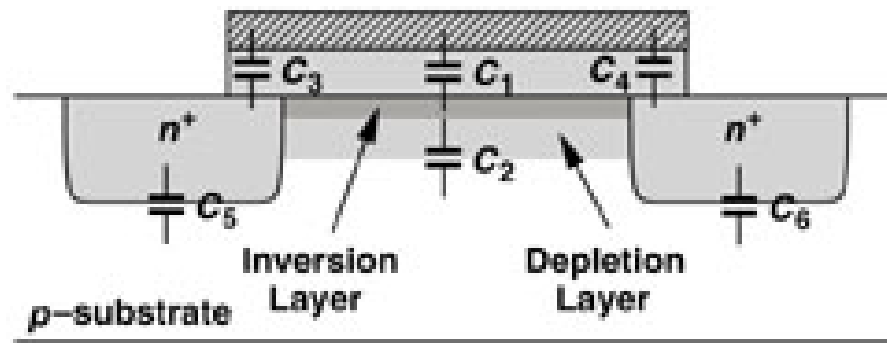 C3
C1
C4
n+
n+
C2
C5
C6
Inversion
Layer
Depletion
Layer
p-substrate